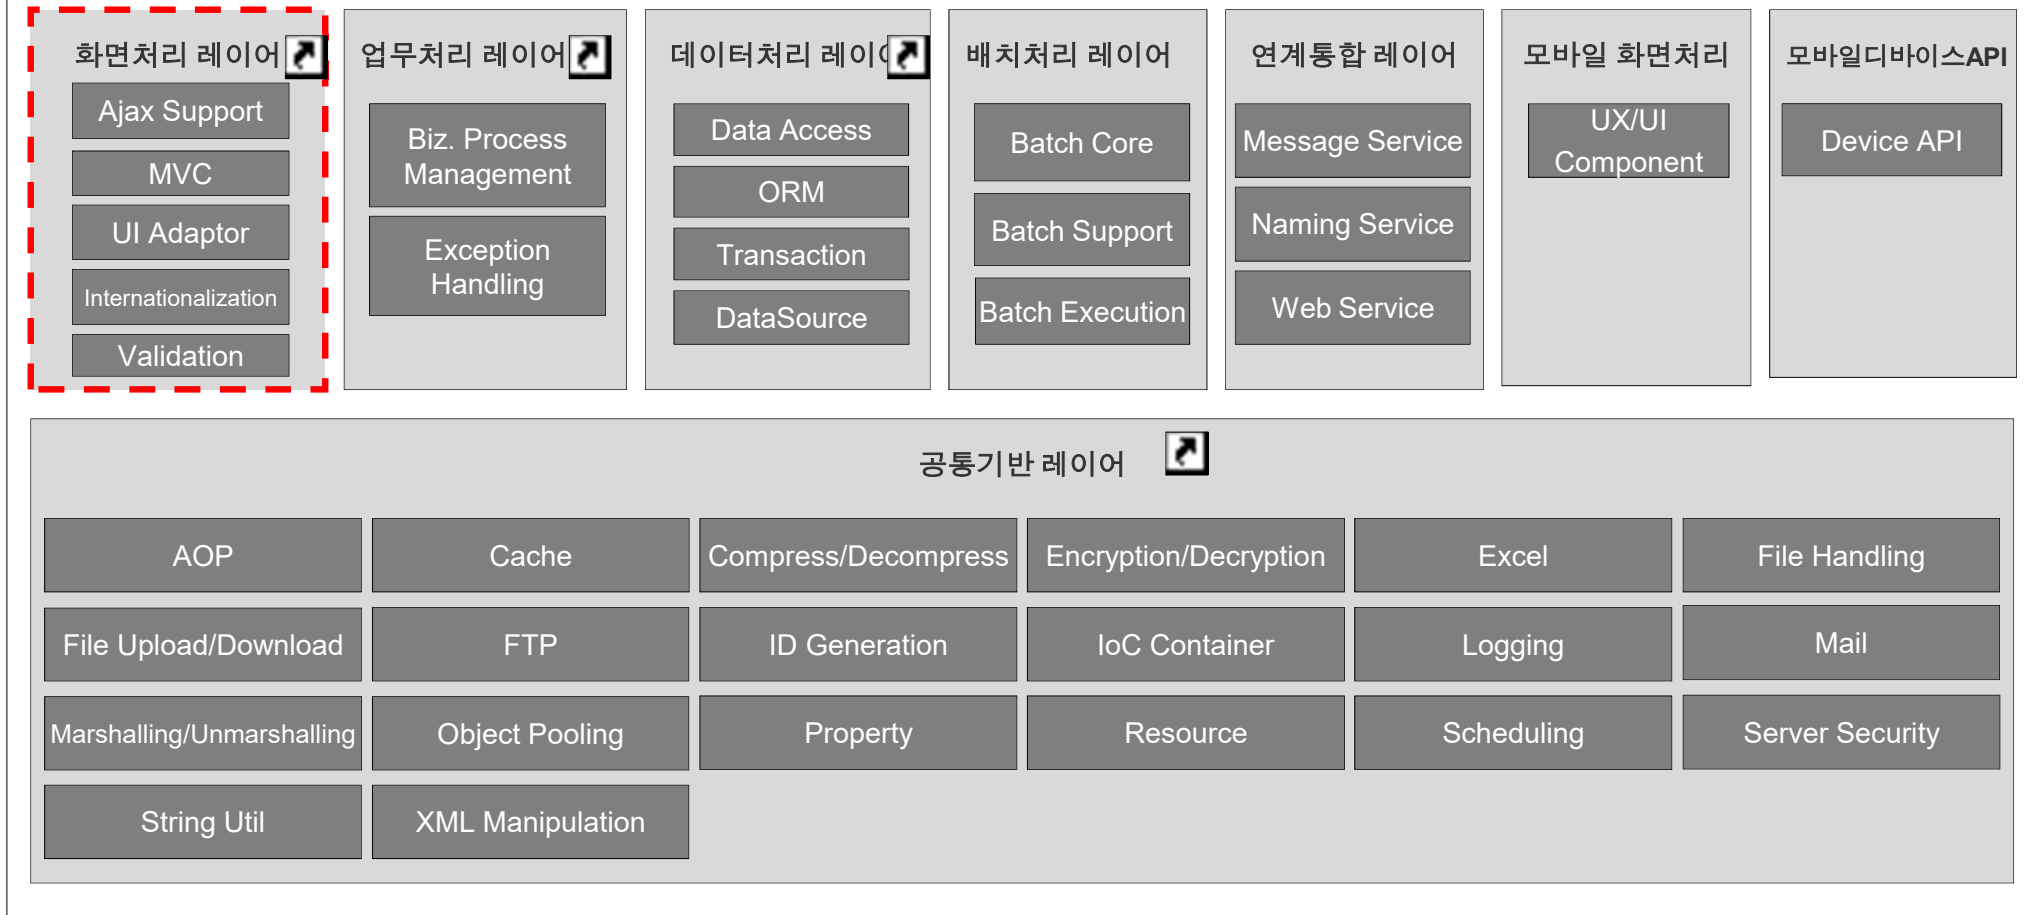 화면처리 레이어
Ajax Support
MVC
UI Adaptor
Internationalization
Validation
업무처리 레이어
Biz. Process
Management
Exception
Handling
데이터처리 레이어
Data Access
ORM
Transaction
DataSource
배치처리 레이어
Batch Core
Batch Support
Batch Execution
연계통합 레이어
Message Service
Naming Service
Web Service
모바일 화면처리
UX/UI
Component
모바일디바이스API
Device API
공통기반 레이어
AOP
Cache
Compress/Decompress
Encryption/Decryption
Excel
File Handling
File Upload/Download
FTP
ID Generation
IoC Container
Logging
Mail
Marshalling/Unmarshalling
Object Pooling
Property
Resource
Scheduling
Server Security
String Util
XML Manipulation